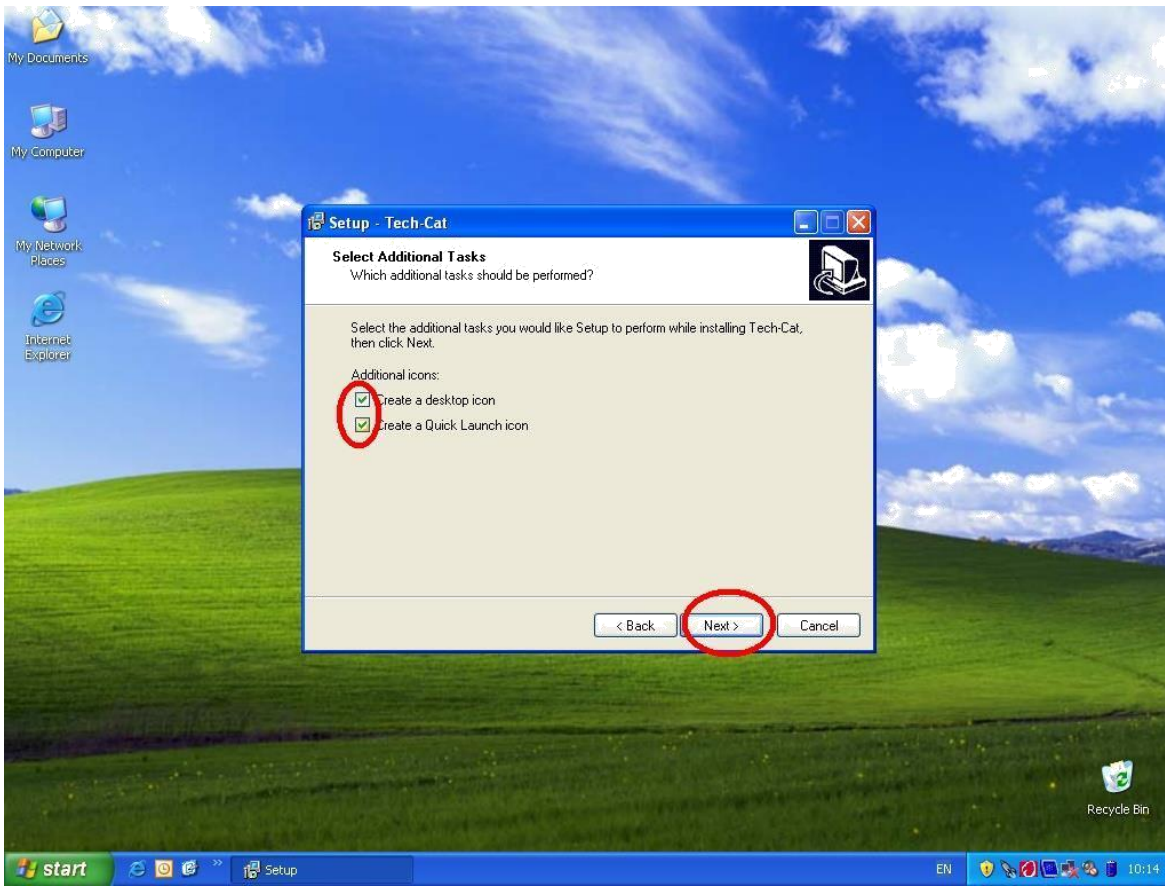 My Documents
My Computer
My Network
Places
Internet
Explorer
Setup - Tech-Cat
Select Additional Tasks
Which additional tasks should be performed?
Select the additional tasks you would like Setup to perform while installing Tech-Cat,
then click Next.
Additional icons:
Create a desktop icon
Create a Quick Launch icon
< Back
Next >
Cancel
Recycle Bin
start
Setup
EN
10:14